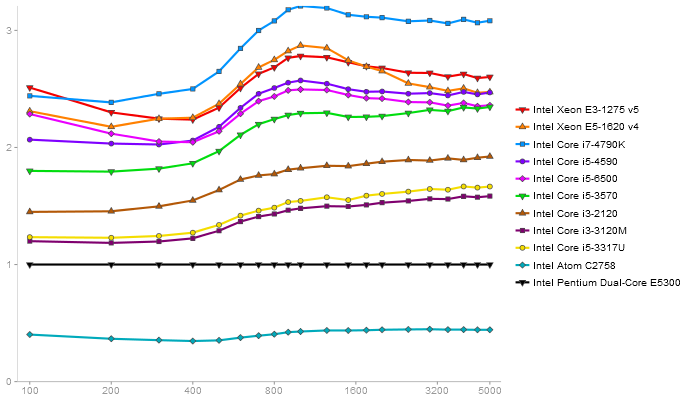 3
2
1
0
100
200
400
800
1600
3200
5000
Intel Xeon E3-1275 v5
Intel Xeon E5-1620 v4
Intel Core i7-4790K
Intel Core i5-4590
Intel Core i5-6500
Intel Core i5-3570
Intel Core i3-2120
Intel Core i3-3120M
Intel Core i5-3317U
Intel Atom C2758
Intel Pentium Dual-Core E5300